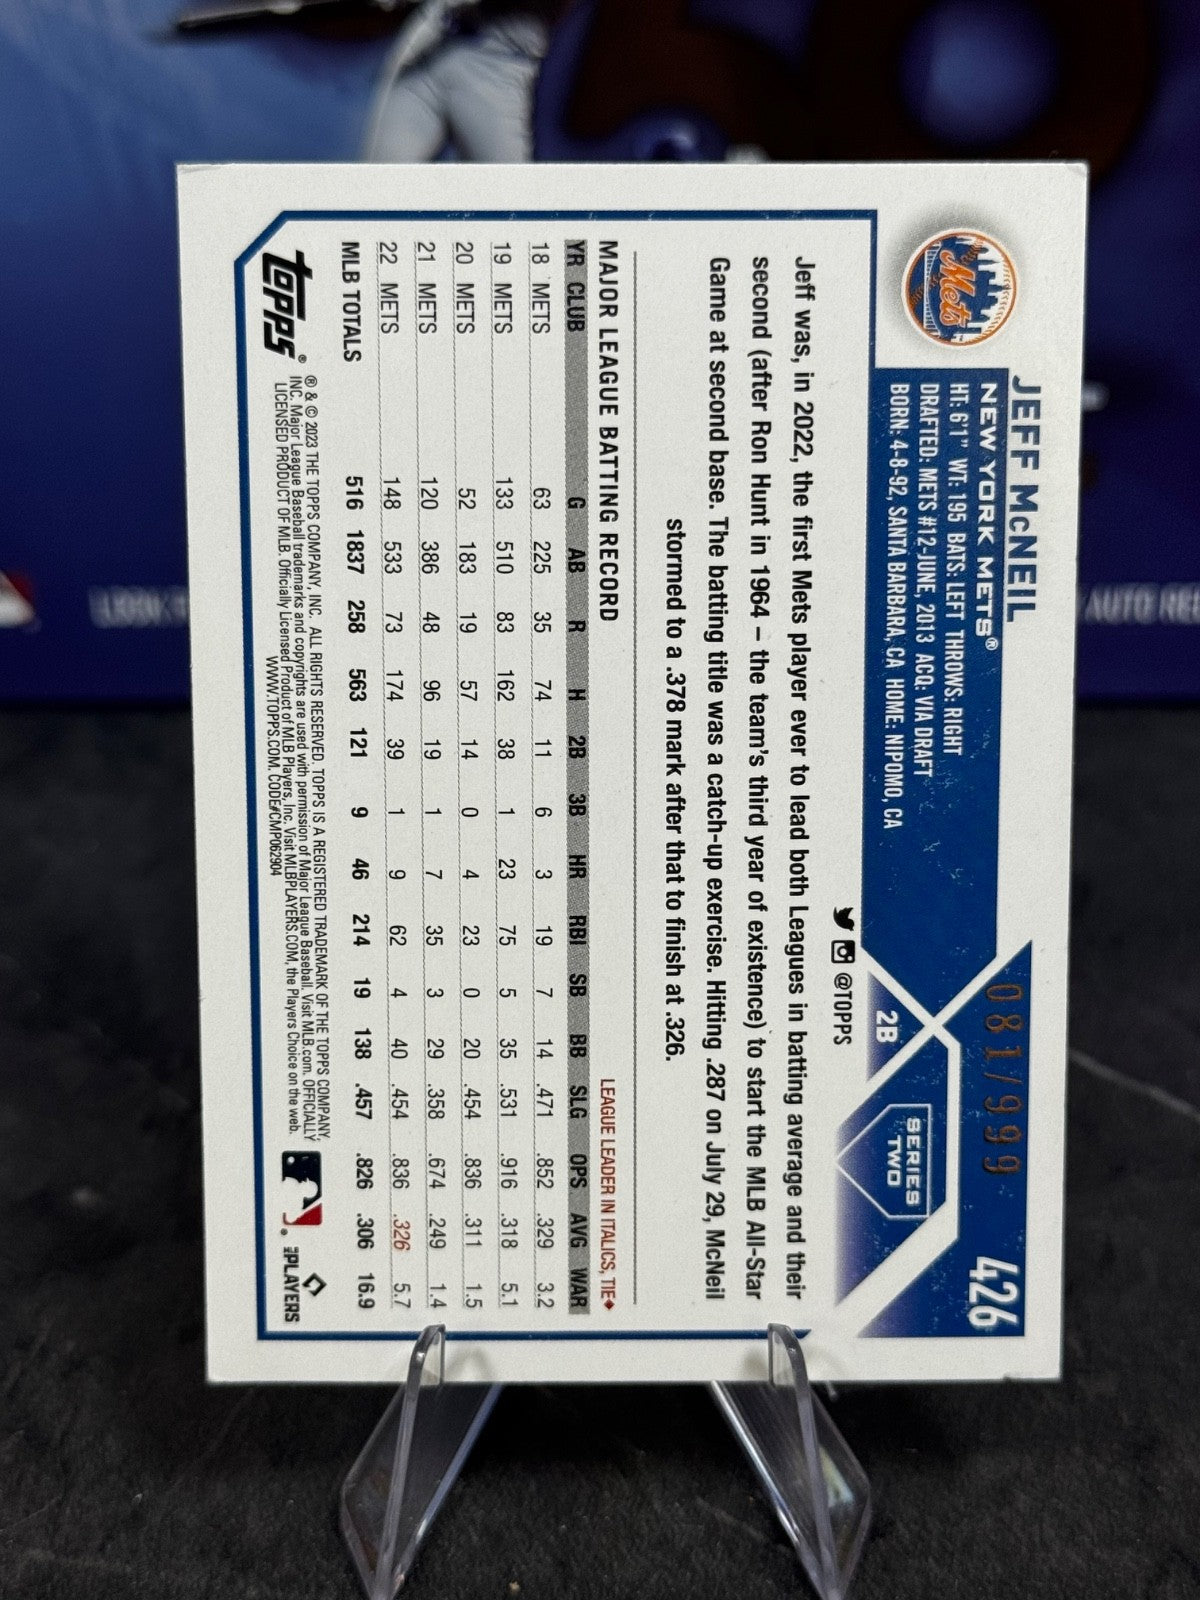 JEFF McNEIL
NEW YORK METS®
HT: 6'1" WT: 195 BATS: LEFT THROWS: RIGHT
DRAFTED: METS #12-JUNE, 2013 ACQ: VIA DRAFT
BORN: 4-8-92, SANTA BARBARA, CA HOME: NIPOMO, CA
Mets
081/999
426
SERIES
TWO
2B
@TOPPS
Jeff was, in 2022, the first Mets player ever to lead both Leagues in batting average and their
second (after Ron Hunt in 1964 – the team's third year of existence) to start the MLB All-Star
Game at second base. The batting title was a catch-up exercise. Hitting .287 on July 29, McNeil
stormed to a .378 mark after that to finish at .326.
MAJOR LEAGUE BATTING RECORD
LEAGUE LEADER IN ITALICS, TIE♦
YR CLUB G AB R H 2B 3B HR RBI SB BB SLG OPS AVG WAR
18 METS 63 225 35 74 11 6 3 19 7 14 .471 .852 .329 3.2
19 METS 133 510 83 162 38 1 23 75 5 35 .531 .916 .318 5.1
20 METS 52 183 19 57 14 0 4 23 0 20 .454 .836 .311 1.5
21 METS 120 386 48 96 19 1 7 35 3 29 .358 .674 .249 1.4
22 METS 148 533 73 174 39 1 9 62 4 40 .454 .836 .326 5.7
MLB TOTALS 516 1837 258 563 121 9 46 214 19 138 .457 .826 .306 16.9
topps®
® & © 2023 THE TOPPS COMPANY, INC. ALL RIGHTS RESERVED. TOPPS IS A REGISTERED TRADEMARK OF THE TOPPS COMPANY,
INC. Major League Baseball trademarks and copyrights are used with permission of Major League Baseball. Visit MLB.com. OFFICIALLY
LICENSED PRODUCT OF MLB. Officially Licensed Product of MLB Players, Inc. Visit MLBPLAYERS.COM, the Players Choice on the web.
WWW.TOPPS.COM. CODE#CMP062904
PLAYERS
AUTO